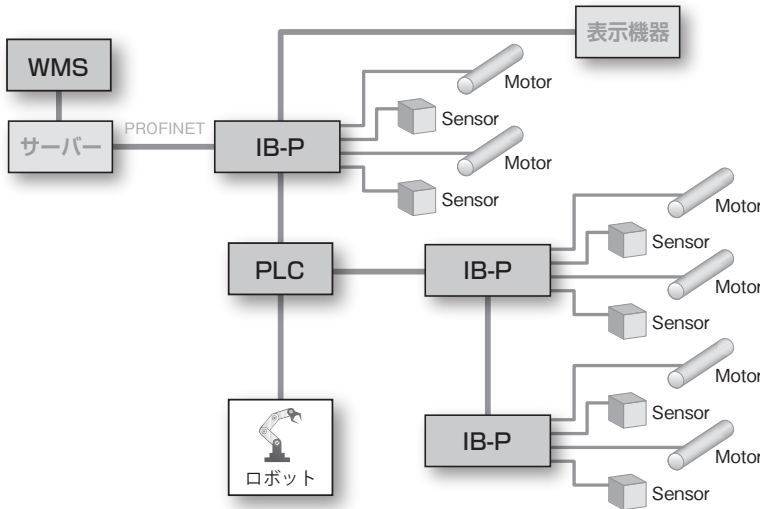 表示機器
WMS
サーバー
PROFINET
IB-P
Motor
Sensor
Motor
Sensor
PLC
IB-P
Motor
Sensor
Motor
Sensor
IB-P
Motor
Sensor
Motor
Sensor
ロボット